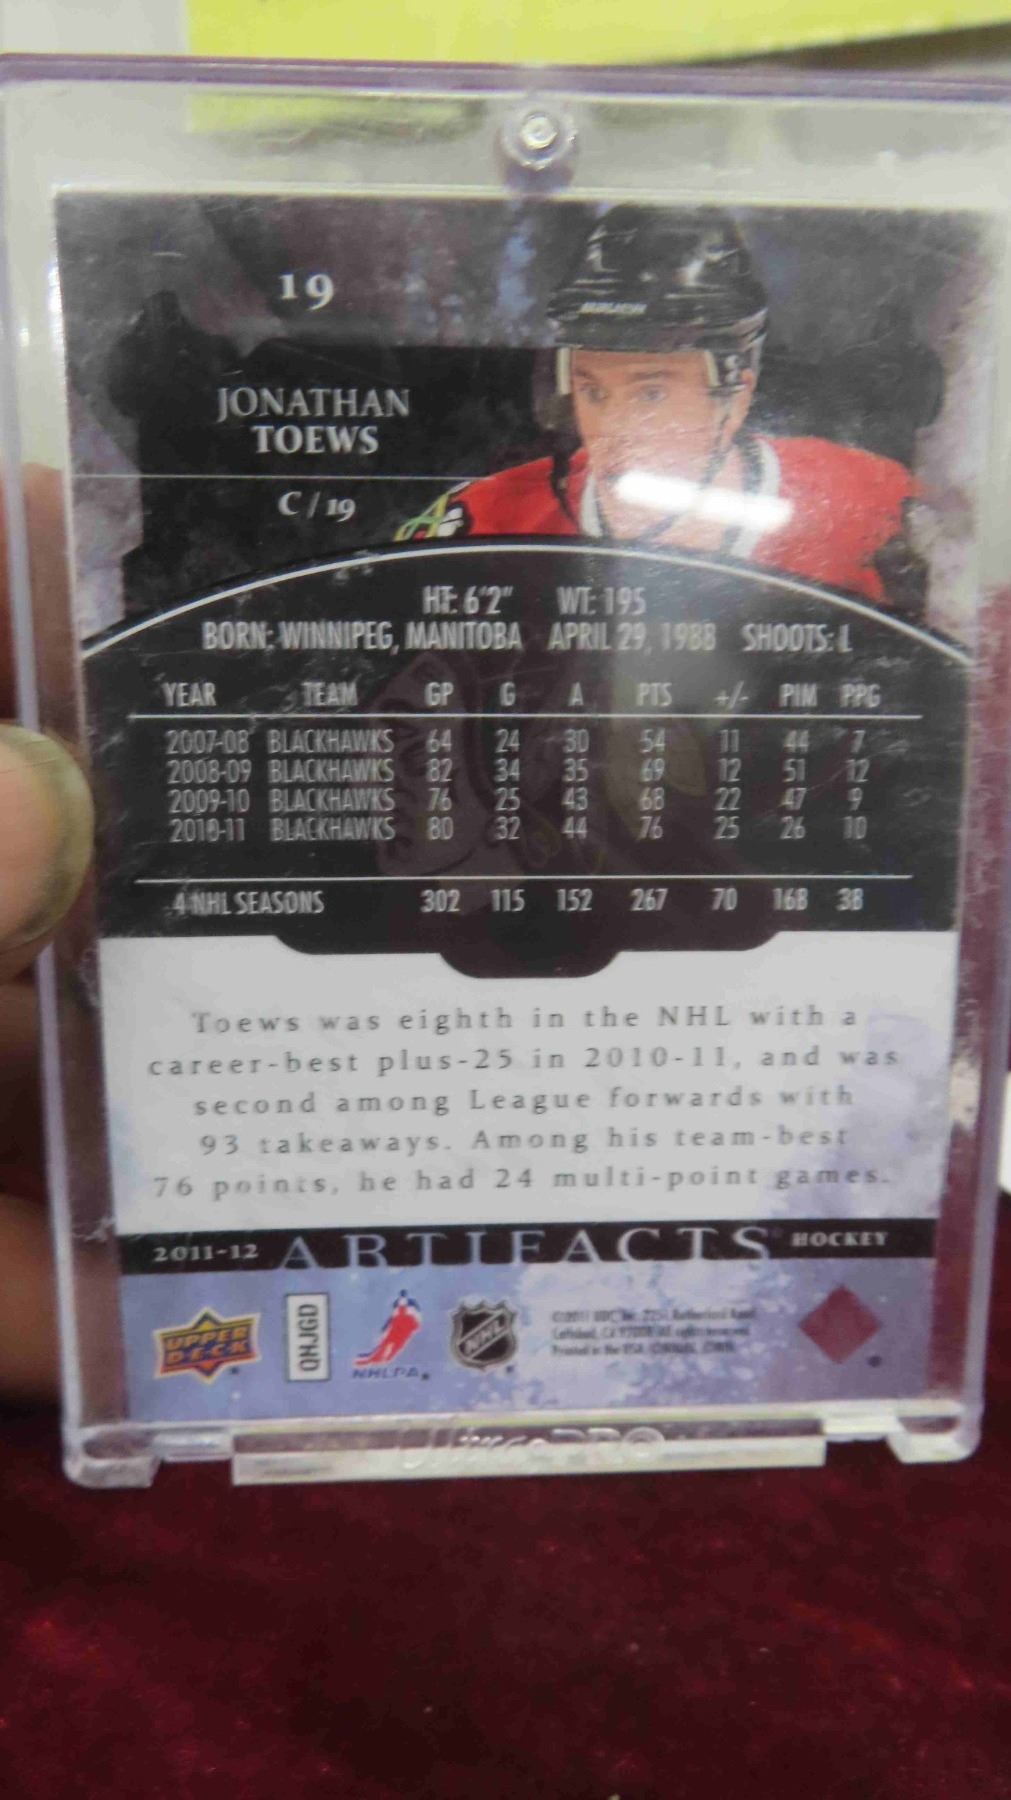 19
JONATHAN
TOEWS
C / 19
HT: 6'2" WT: 195
BORN: WINNIPEG, MANITOBA APRIL 29, 1988 SHOOTS: L
YEAR TEAM GP G A PTS +/- PIM PPG
2007-08 BLACKHAWKS 64 24 30 54 11 44 7
2008-09 BLACKHAWKS 82 34 35 69 12 51 12
2009-10 BLACKHAWKS 76 25 43 68 22 47 9
2010-11 BLACKHAWKS 80 32 44 76 25 26 10
4 NHL SEASONS 302 115 152 267 70 168 38
Toews was eighth in the NHL with a
career-best plus-25 in 2010-11, and was
second among League forwards with
93 takeaways. Among his team-best
76 points, he had 24 multi-point games.
2011-12 ARTIFACTS HOCKEY
UPPER
DECK
QHJGD
NHLPA
NHL